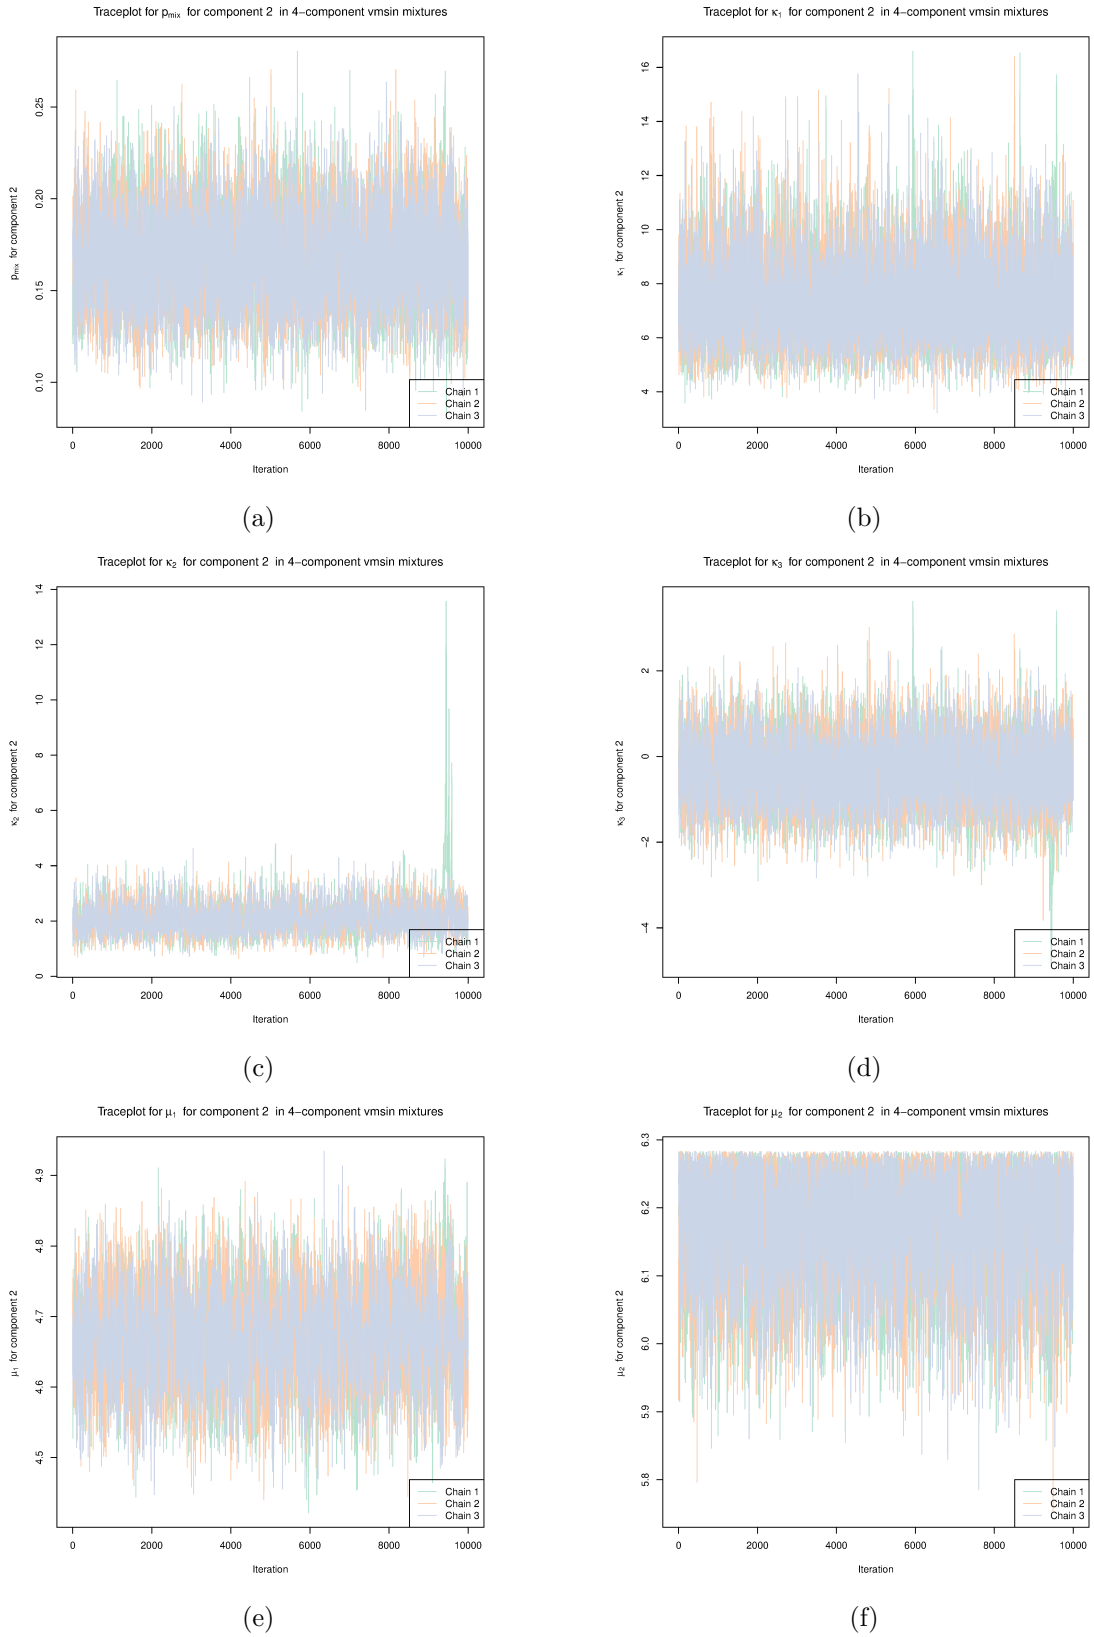 Traceplot for pmix for component 2 in 4−component vmsin mixtures
pmix for component 2
0.25
0.20
0.15
0.10
0
2000
4000
6000
8000
10000
Iteration
Chain 1
Chain 2
Chain 3
(a)
Traceplot for κ1 for component 2 in 4−component vmsin mixtures
κ1 for component 2
16
14
12
10
8
6
4
0
2000
4000
6000
8000
10000
Iteration
Chain 1
Chain 2
Chain 3
(b)
Traceplot for κ2 for component 2 in 4−component vmsin mixtures
κ2 for component 2
14
12
10
8
6
4
2
0
0
2000
4000
6000
8000
10000
Iteration
Chain 1
Chain 2
Chain 3
(c)
Traceplot for κ3 for component 2 in 4−component vmsin mixtures
κ3 for component 2
2
0
−2
−4
0
2000
4000
6000
8000
10000
Iteration
Chain 1
Chain 2
Chain 3
(d)
Traceplot for μ1 for component 2 in 4−component vmsin mixtures
μ1 for component 2
4.9
4.8
4.7
4.6
4.5
0
2000
4000
6000
8000
10000
Iteration
Chain 1
Chain 2
Chain 3
(e)
Traceplot for μ2 for component 2 in 4−component vmsin mixtures
μ2 for component 2
6.3
6.2
6.1
6.0
5.9
5.8
0
2000
4000
6000
8000
10000
Iteration
Chain 1
Chain 2
Chain 3
(f)